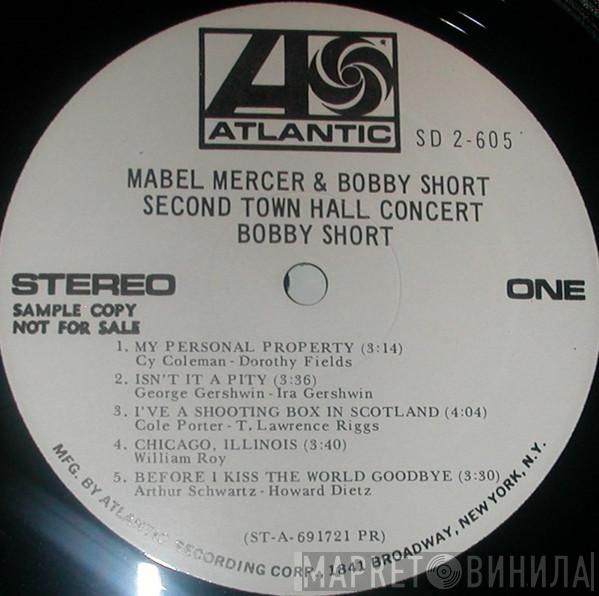 ATLANTIC
SD 2-605
MABEL MERCER & BOBBY SHORT
SECOND TOWN HALL CONCERT
BOBBY SHORT
STEREO
SAMPLE COPY
NOT FOR SALE
ONE
1. MY PERSONAL PROPERTY (3:14)
Cy Coleman - Dorothy Fields
2. ISN'T IT A PITY (3:36)
George Gershwin - Ira Gershwin
3. I'VE A SHOOTING BOX IN SCOTLAND (4:04)
Cole Porter - T. Lawrence Riggs
4. CHICAGO, ILLINOIS (3:40)
William Roy
5. BEFORE I KISS THE WORLD GOODBYE (3:30)
Arthur Schwartz - Howard Dietz
(ST-A-691721 PR)
MFG. BY ATLANTIC RECORDING CORP., 1841 BROADWAY, NEW YORK, N.Y.
МАРКЕТ ВИНИЛА